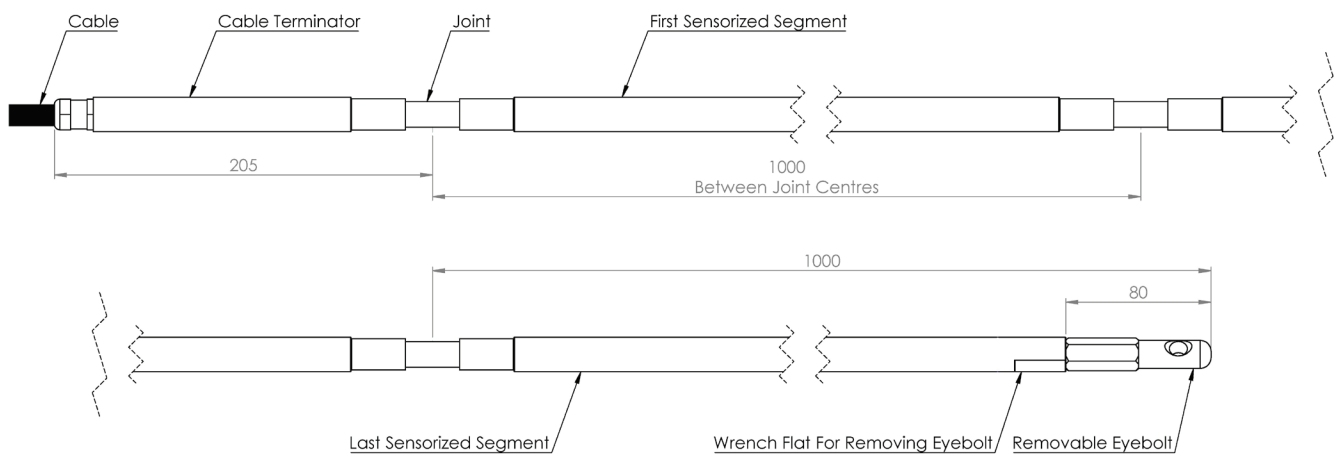 Cable
Cable Terminator
Joint
First Sensorized Segment
205
1000
Between Joint Centres
1000
80
Last Sensorized Segment
Wrench Flat For Removing Eyebolt
Removable Eyebolt